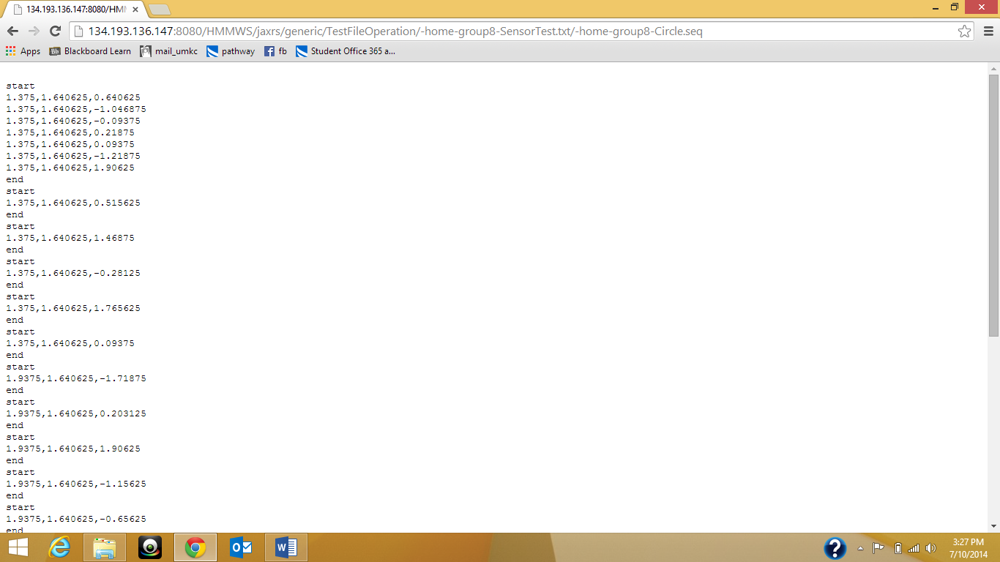 134.193.136.147:8080/HMM
134.193.136.147:8080/HMMWS/jaxrs/generic/TestFileOperation/-home-group8-SensorTest.txt/-home-group8-Circle.seq
Apps Blackboard Learn mail_umkc pathway fb Student Office 365 a...
start
1.375,1.640625,0.640625
1.375,1.640625,-1.046875
1.375,1.640625,-0.09375
1.375,1.640625,0.21875
1.375,1.640625,0.09375
1.375,1.640625,-1.21875
1.375,1.640625,1.90625
end
start
1.375,1.640625,0.515625
end
start
1.375,1.640625,1.46875
end
start
1.375,1.640625,-0.28125
end
start
1.375,1.640625,1.765625
end
start
1.375,1.640625,0.09375
end
start
1.9375,1.640625,-1.71875
end
start
1.9375,1.640625,0.203125
end
start
1.9375,1.640625,1.90625
end
start
1.9375,1.640625,-1.15625
end
start
1.9375,1.640625,-0.65625
end
3:27 PM
7/10/2014